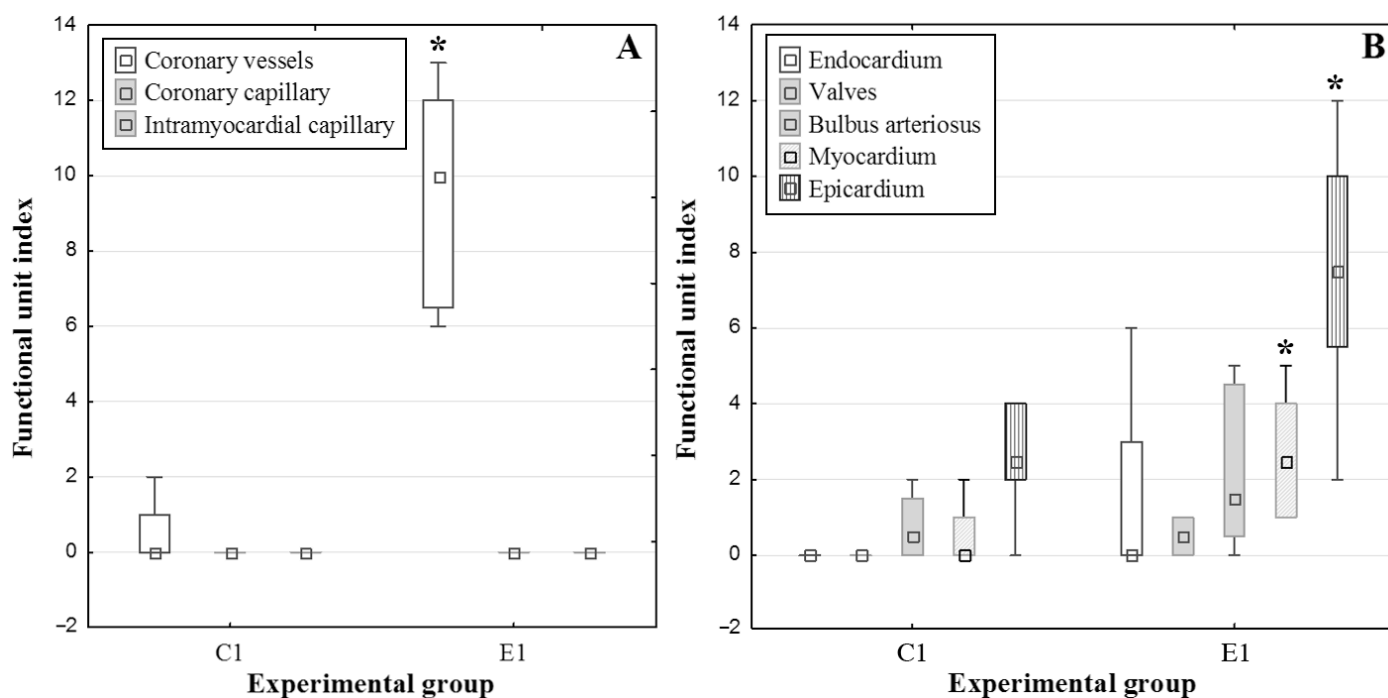 A
*
Coronary vessels
Coronary capillary
Intramyocardial capillary
14
12
10
8
6
4
2
0
−2
Functional unit index
C1
E1
Experimental group
B
*
*
Endocardium
Valves
Bulbus arteriosus
Myocardium
Epicardium
14
12
10
8
6
4
2
0
−2
Functional unit index
C1
E1
Experimental group